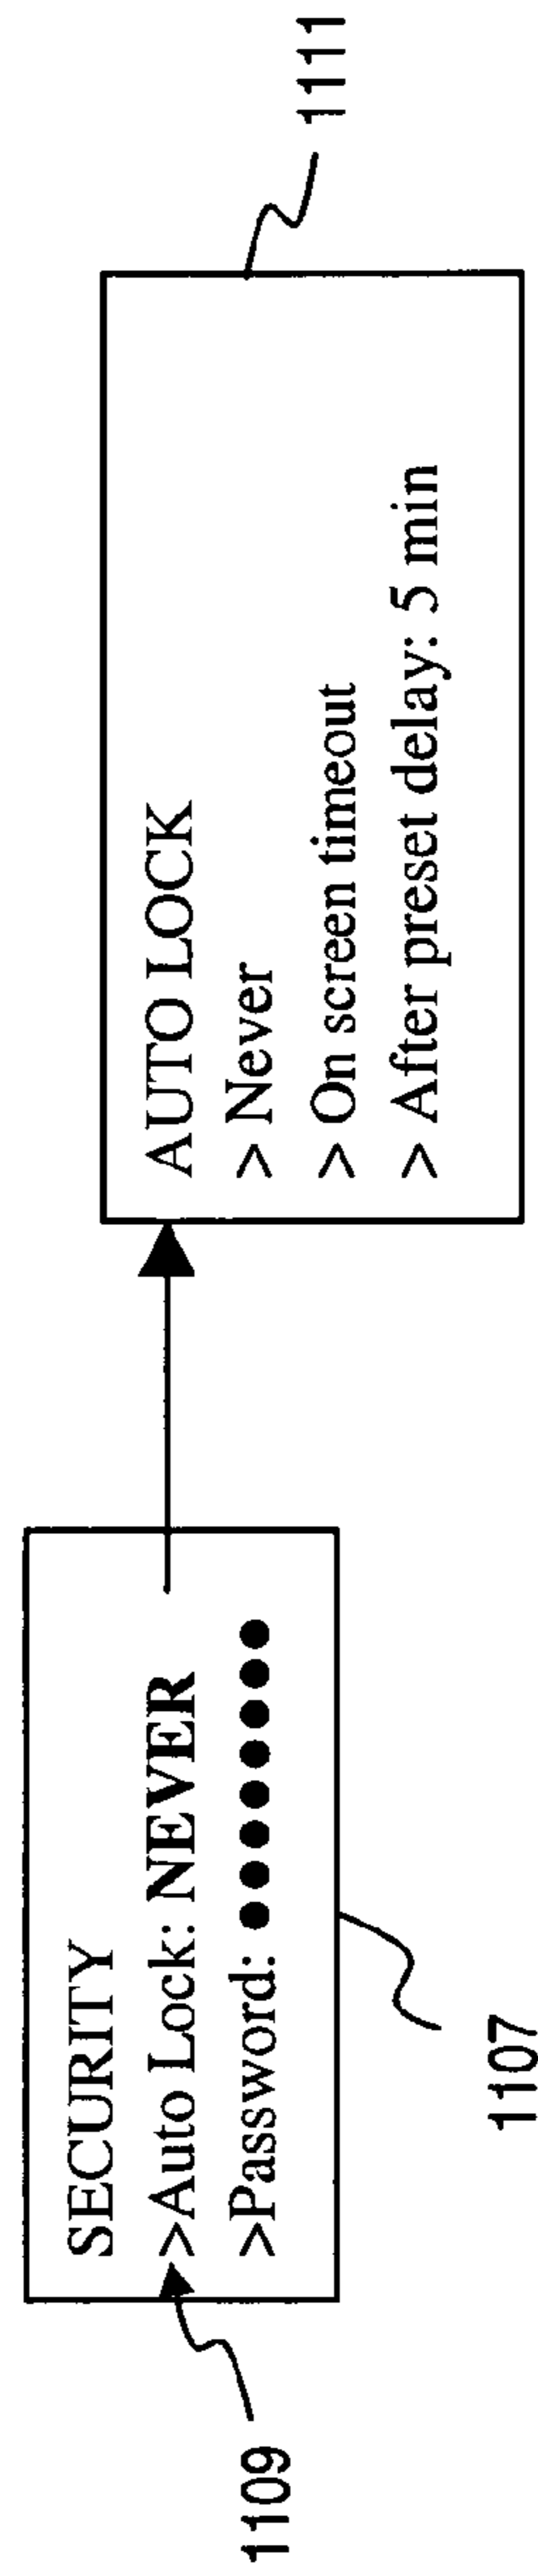 SECURITY
>Auto Lock: NEVER
>Password: ●●●●●●●●
1109
1107
AUTO LOCK
> Never
> On screen timeout
> After preset delay: 5 min
1111